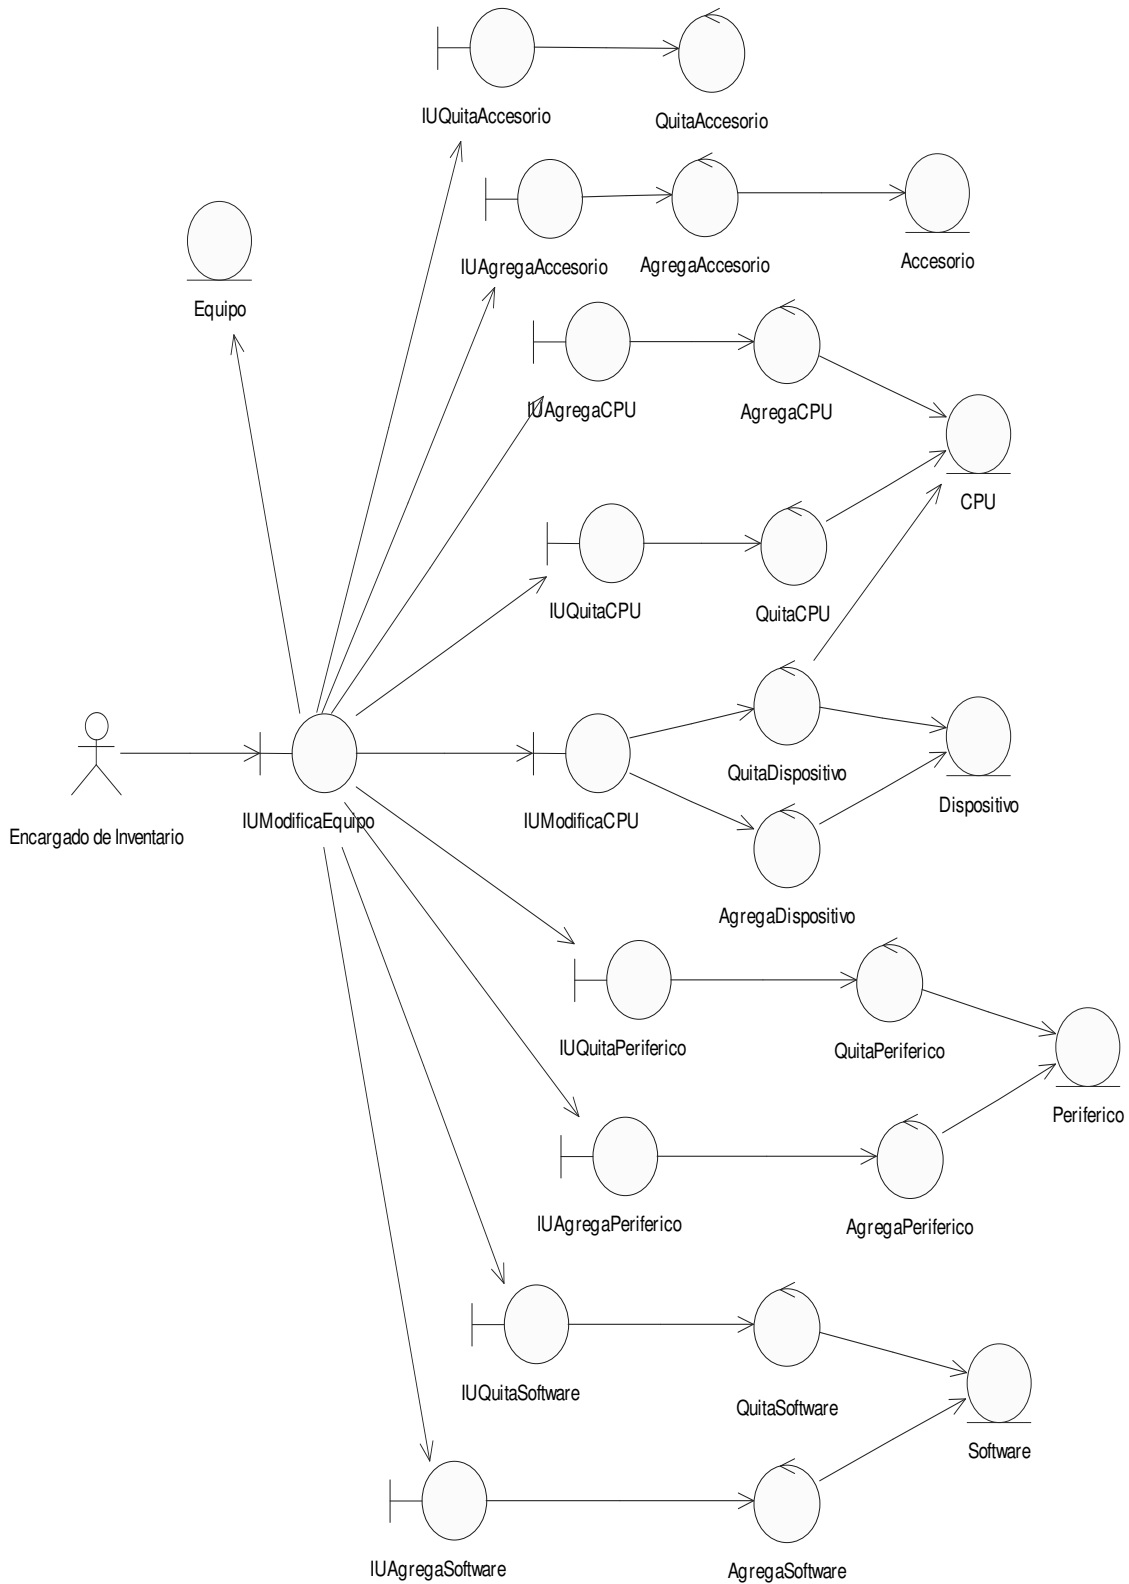 IUQuitaAccesorio
QuitaAccesorio
IUAgregaAccesorio
AgregaAccesorio
Accesorio
Equipo
IUAgregaCPU
AgregaCPU
CPU
IUQuitaCPU
QuitaCPU
QuitaDispositivo
Dispositivo
Encargado de Inventario
IUModificaEquipo
IUModificaCPU
AgregaDispositivo
IUQuitaPeriferico
QuitaPeriferico
Periferico
IUAgregaPeriferico
AgregaPeriferico
IUQuitaSoftware
QuitaSoftware
Software
IUAgregaSoftware
AgregaSoftware